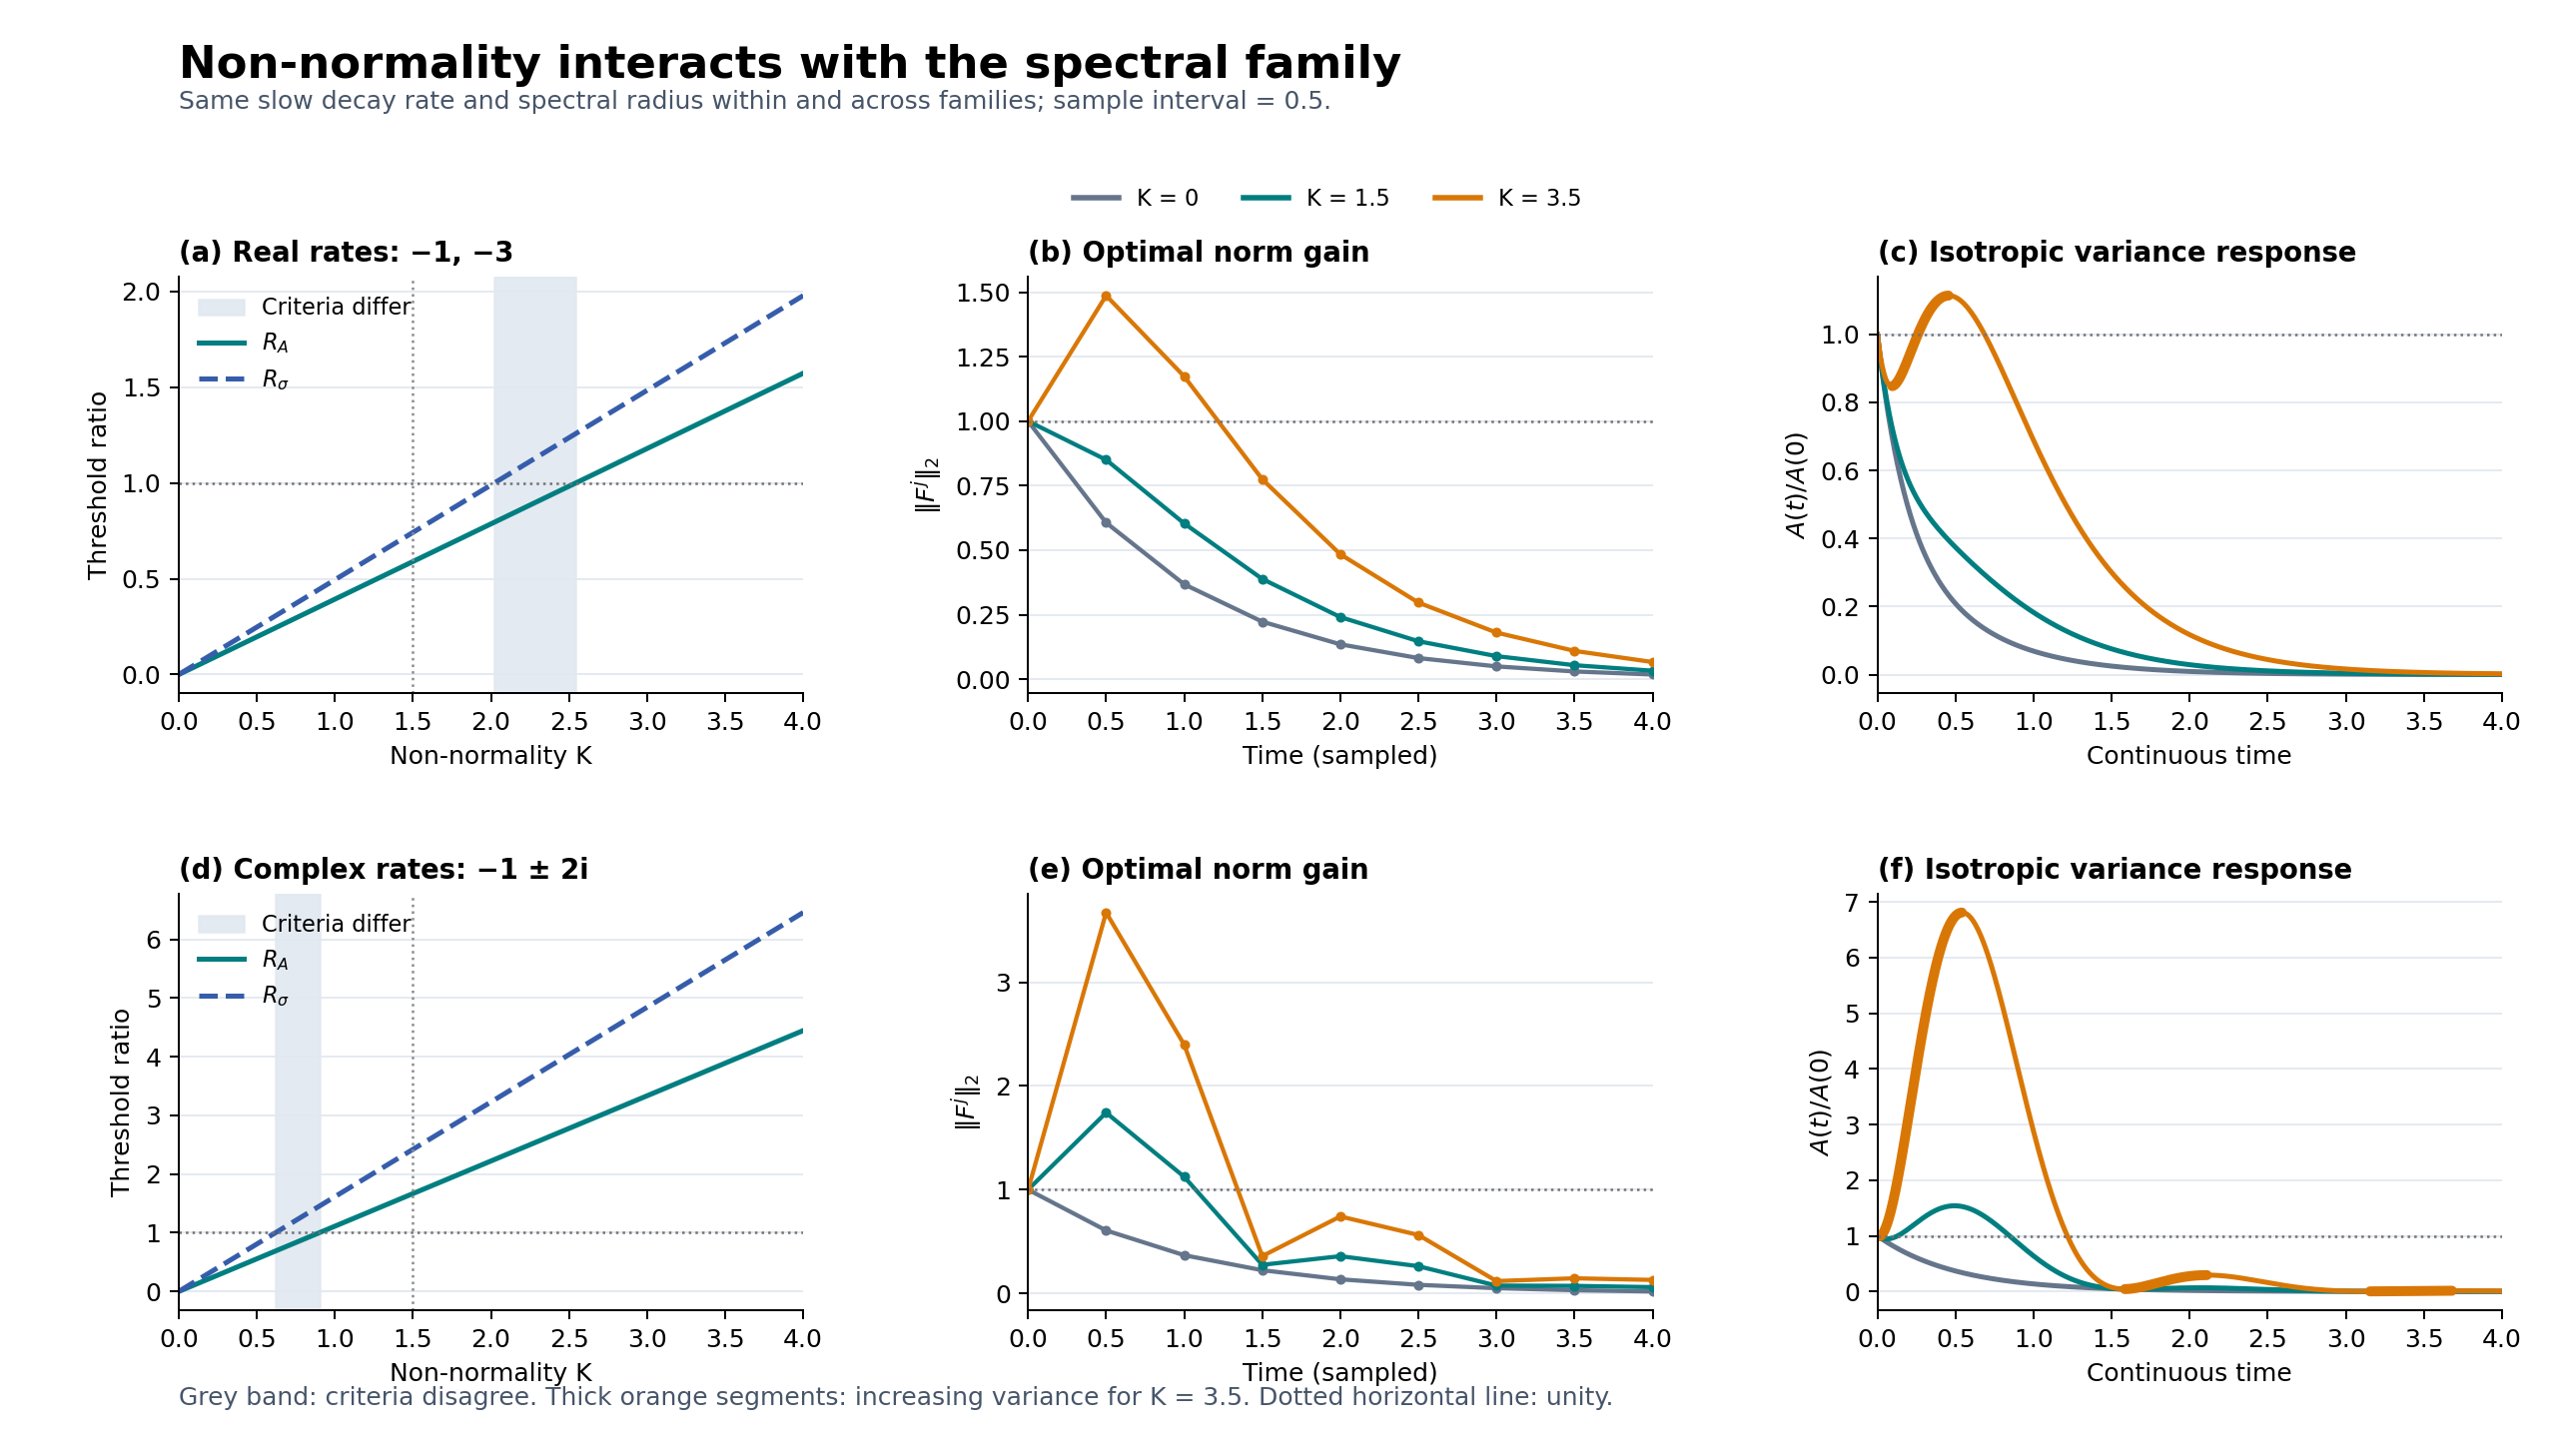 Non-normality interacts with the spectral family
Same slow decay rate and spectral radius within and across families; sample interval = 0.5.
K = 0 K = 1.5 K = 3.5
(a) Real rates: −1, −3
Criteria differ
R_A
R_σ
Threshold ratio
2.0
1.5
1.0
0.5
0.0
0.0 0.5 1.0 1.5 2.0 2.5 3.0 3.5 4.0
Non-normality K
(b) Optimal norm gain
‖F^j‖₂
1.50
1.25
1.00
0.75
0.50
0.25
0.00
0.0 0.5 1.0 1.5 2.0 2.5 3.0 3.5 4.0
Time (sampled)
(c) Isotropic variance response
A(t)/A(0)
1.0
0.8
0.6
0.4
0.2
0.0
0.0 0.5 1.0 1.5 2.0 2.5 3.0 3.5 4.0
Continuous time
(d) Complex rates: −1 ± 2i
Criteria differ
R_A
R_σ
Threshold ratio
6
5
4
3
2
1
0
0.0 0.5 1.0 1.5 2.0 2.5 3.0 3.5 4.0
Non-normality K
(e) Optimal norm gain
‖F^j‖₂
3
2
1
0
0.0 0.5 1.0 1.5 2.0 2.5 3.0 3.5 4.0
Time (sampled)
(f) Isotropic variance response
A(t)/A(0)
7
6
5
4
3
2
1
0
0.0 0.5 1.0 1.5 2.0 2.5 3.0 3.5 4.0
Continuous time
Grey band: criteria disagree. Thick orange segments: increasing variance for K = 3.5. Dotted horizontal line: unity.